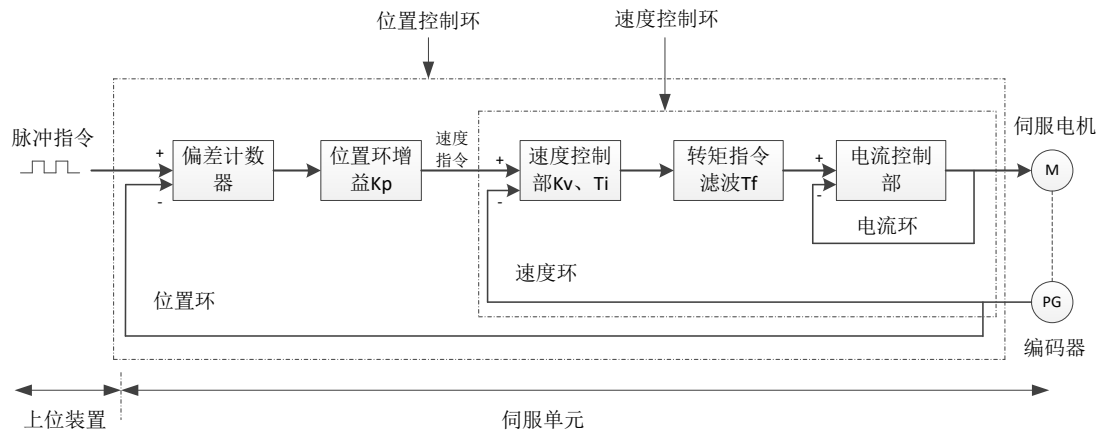 位置控制环
速度控制环
脉冲指令
伺服电机
+
偏差计数
器
-
位置环增
益Kp
速度
指令
+
速度控制
部Kv、Ti
-
转矩指令
滤波Tf
+
电流控制
部
-
M
电流环
速度环
位置环
PG
编码器
上位装置
伺服单元